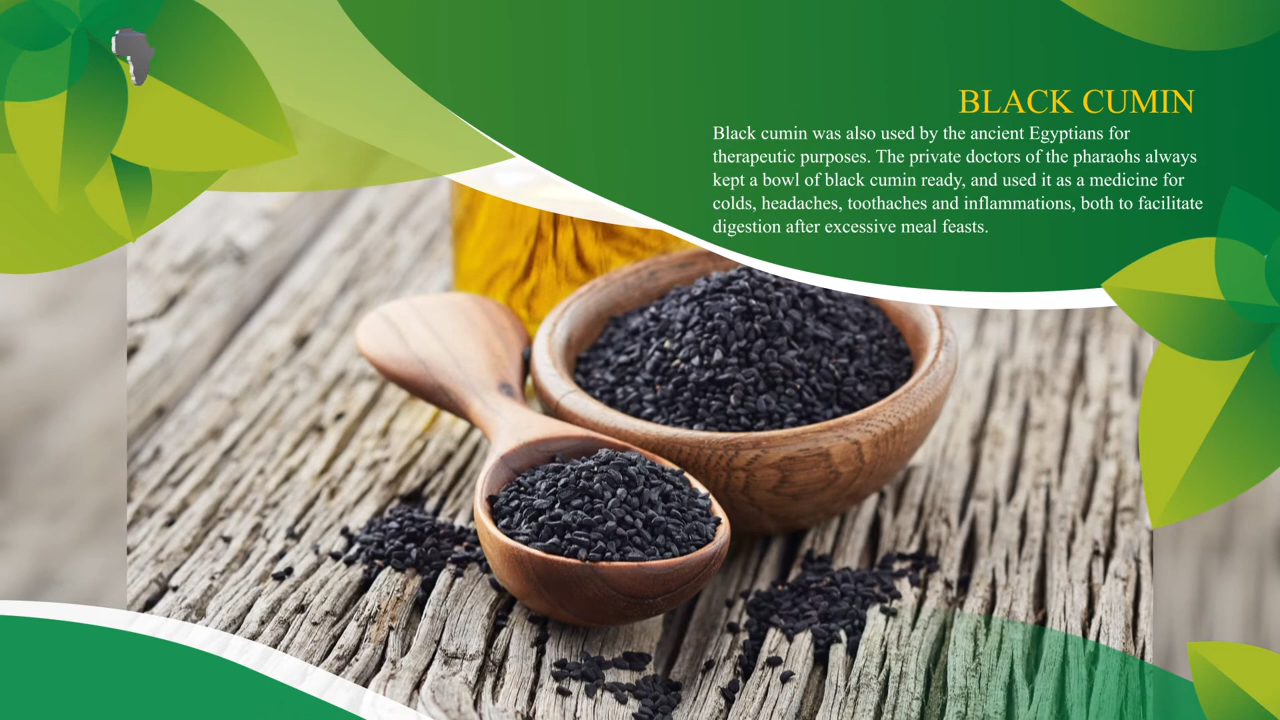 BLACK CUMIN
Black cumin was also used by the ancient Egyptians for
therapeutic purposes. The private doctors of the pharaohs always
kept a bowl of black cumin ready, and used it as a medicine for
colds, headaches, toothaches and inflammations, both to facilitate
digestion after excessive meal feasts.